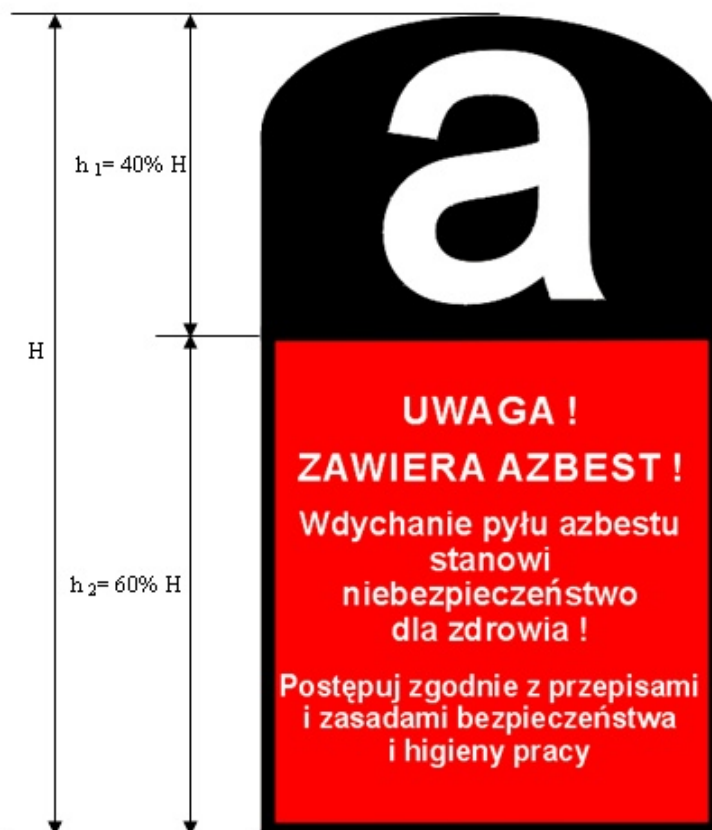 h 1= 40% H
a
H
UWAGA !
ZAWIERA AZBEST !
Wdychanie pyłu azbestu
stanowi
niebezpieczeństwo
dla zdrowia !
h 2= 60% H
Postępuj zgodnie z przepisami
i zasadami bezpieczeństwa
i higieny pracy